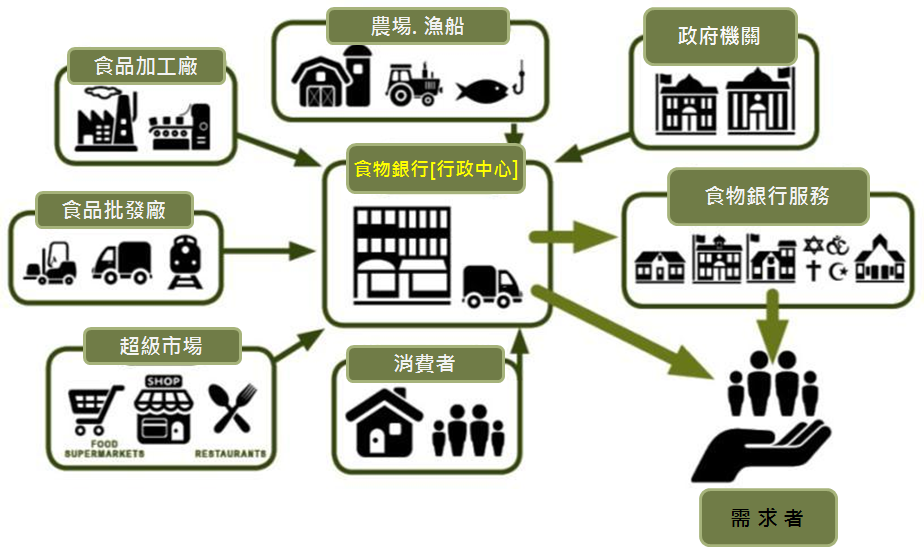 農場. 漁船
政府機關
食品加工廠
食物銀行[行政中心]
食物銀行服務
食品批發廠
超級市場
SHOP
FOOD
SUPERMARKETS
RESTAURANTS
消費者
需求者